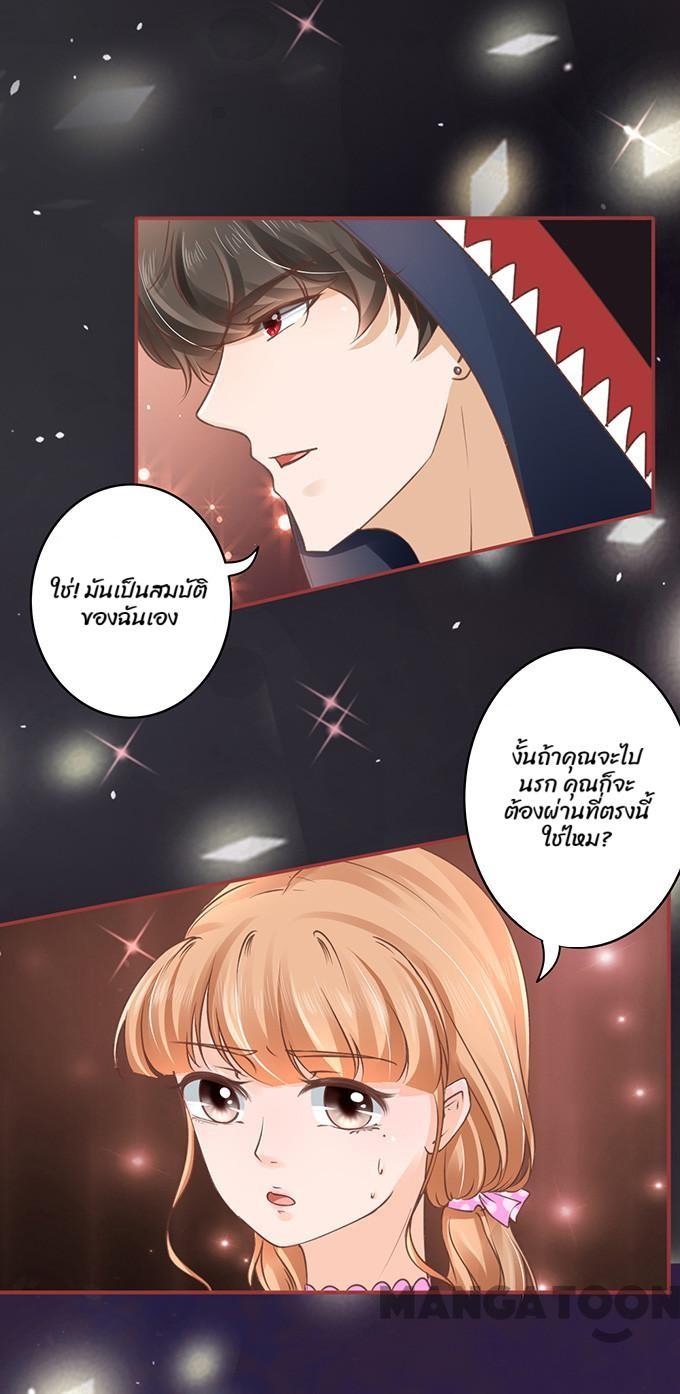 ใช่! มันเป็นสมบัติ
ของฉันเอง
งั้นถ้าคุณจะไป
นรก คุณก็จะ
ต้องผ่านที่ตรงนี้
ใช่ไหม?
MANGATOON